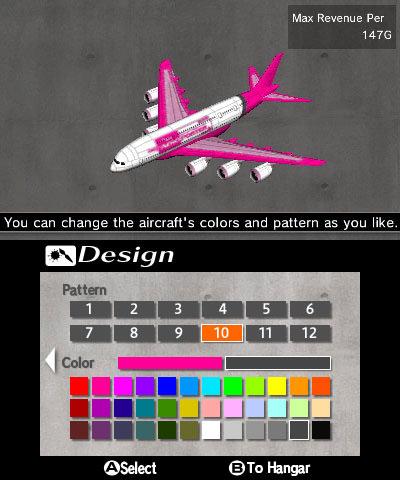 Max Revenue Per
147G
You can change the aircraft's colors and pattern as you like.
Design
Pattern
1 2 3 4 5 6
7 8 9 10 11 12
Color
A Select B To Hangar